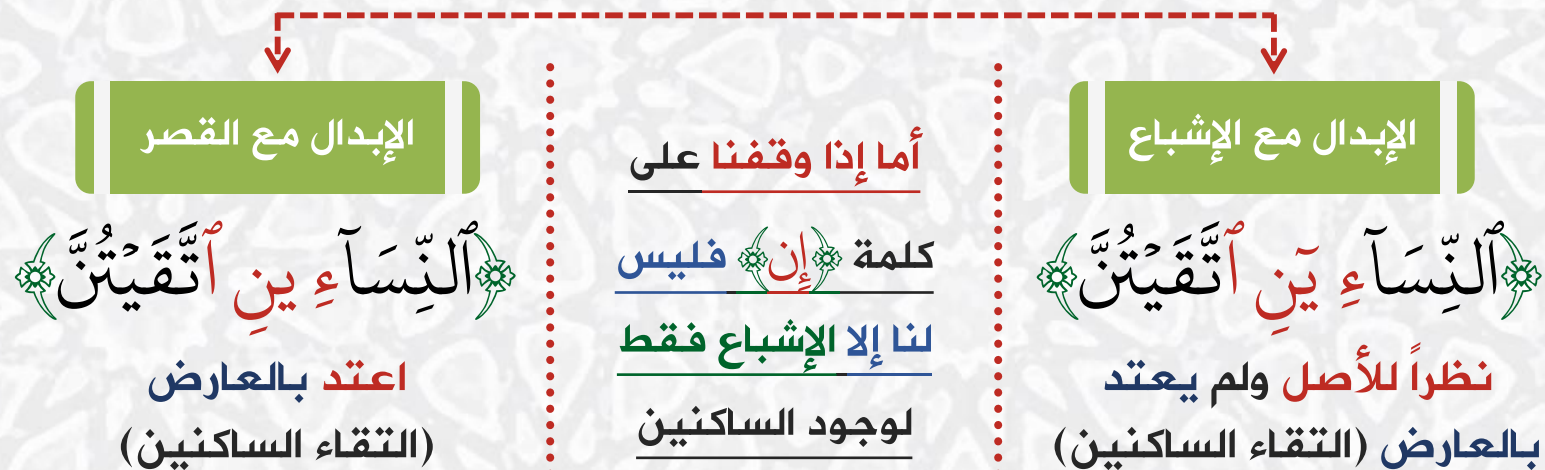 الإبدال مع الإشباع
﴿ٱلنِّسَآءِ يَٓنِ ٱتَّقَيۡتُنَّ﴾
نظراً للأصل ولم يعتد
بالعارض (التقاء الساكنين)
أما إذا وقفنا على
كلمة ﴿إِن﴾ فليس
لنا إلا الإشباع فقط
لوجود الساكنين
الإبدال مع القصر
﴿ٱلنِّسَآءِ ينِ ٱتَّقَيۡتُنَّ﴾
اعتد بالعارض
(التقاء الساكنين)